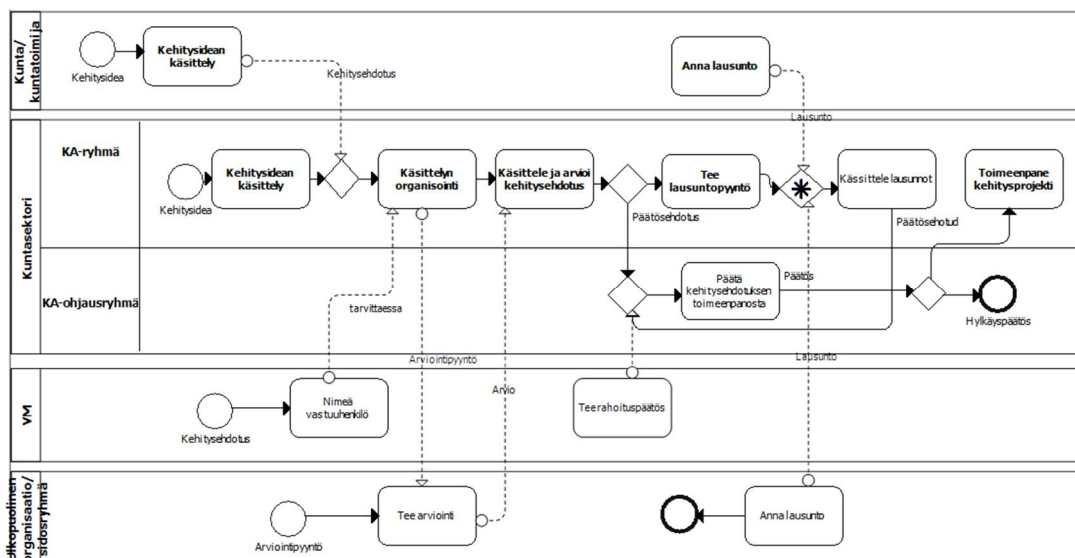 Kunta/
kuntatoimija
Kehitysidea
Kehitysidean
käsittely
Kehitysehdotus
Anna lausunto
Lausunto
Kuntasektori
KA-ryhmä
Kehitysidea
Kehitysidean
käsittely
Käsittelyn
organisointi
Käsittele ja arvioi
kehitysehdotus
Päätösehdotus
Tee
lausuntopyyntö
Kässittele lausunnot
Päätösehotud
Toimeenpane
kehitysprojekti
KA-ohjausryhmä
tarvittaessa
Päätä
kehitysehdotuksen
toimeenpanosta
Päätös
Hylkäyspäätös
Arviointipyyntö
Arvio
Lausunto
VM
Kehitysehdotus
Nimeä
vastuuhenkilö
Tee rahoituspäätös
organisaatio/
Arviointipyyntö
Tee arviointi
Anna lausunto